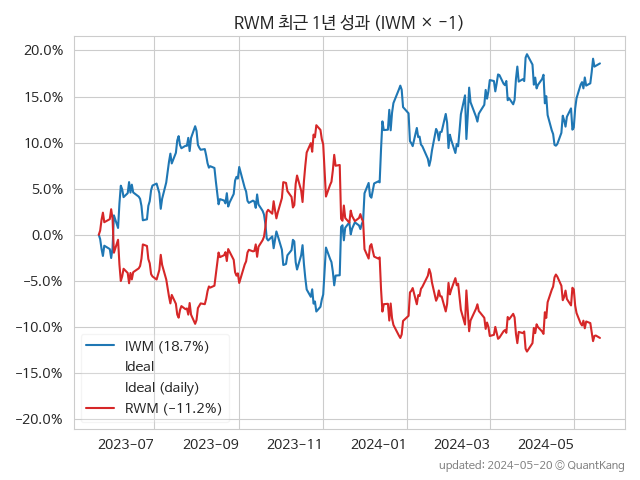 RWM 최근 1년 성과 (IWM × −1)
20.0%
15.0%
10.0%
5.0%
0.0%
−5.0%
−10.0%
−15.0%
−20.0%
IWM (18.7%)
Ideal
Ideal (daily)
RWM (−11.2%)
2023−07
2023−09
2023−11
2024−01
2024−03
2024−05
updated: 2024−05−20 © QuantKang